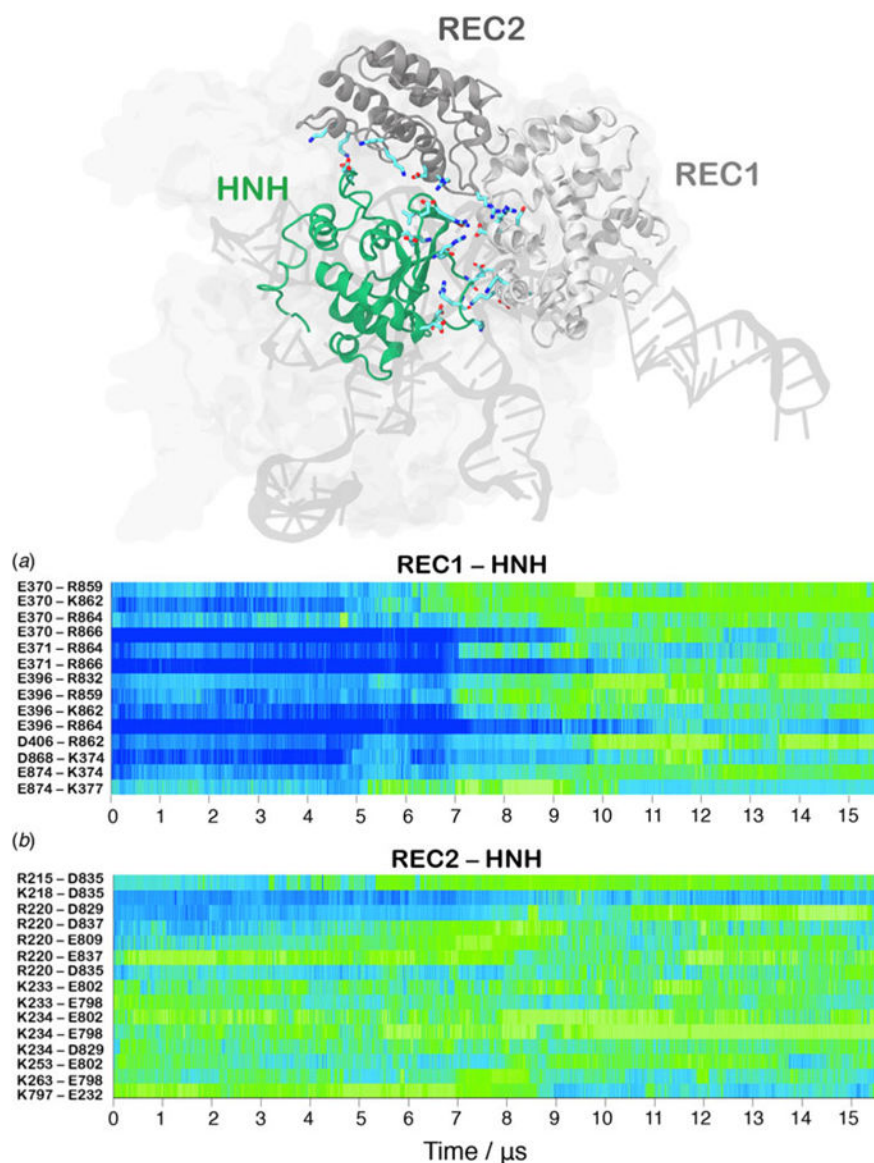 REC2
HNH
REC1
(a)
REC1 – HNH
E370 – R859
E370 – K862
E370 – R864
E370 – R866
E371 – R864
E371 – R866
E396 – R832
E396 – R859
E396 – K862
E396 – R864
D406 – R862
D868 – K374
E874 – K374
E874 – K377
0 1 2 3 4 5 6 7 8 9 10 11 12 13 14 15
(b)
REC2 – HNH
R215 – D835
K218 – D835
R220 – D829
R220 – D837
R220 – E809
R220 – E837
R220 – D835
K233 – E802
K233 – E798
K234 – E802
K234 – E798
K234 – D829
K253 – E802
K263 – E798
K797 – E232
0 1 2 3 4 5 6 7 8 9 10 11 12 13 14 15
Time / μs